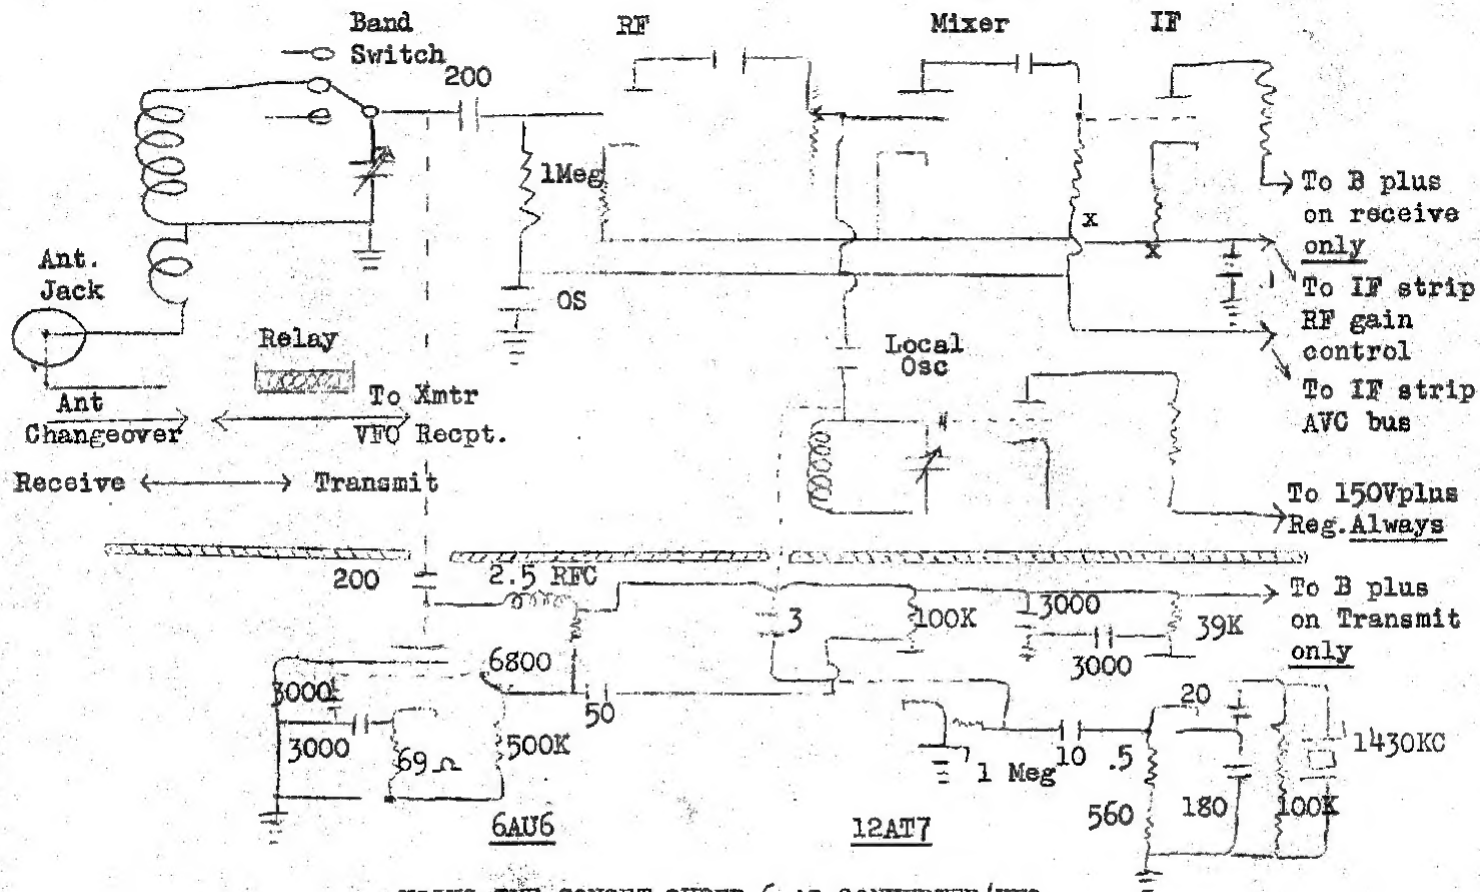 Band
Switch
RF
Mixer
IF
200
1Meg
To B plus
on receive
only
x
x
Ant.
Jack
OS
To IF strip
RF gain
control
Relay
Local
Osc
To IF strip
AVC bus
Ant
Changeover
To Xmtr
VFO Recpt.
Receive
Transmit
To 150Vplus
Reg.Always
200
2.5 RFC
3
100K
3000
39K
To B plus
on Transmit
only
3000
6800
3000
50
20
3000
69Ω
500K
1 Meg
10
.5
1430KC
560
180
100K
6AU6
12AT7